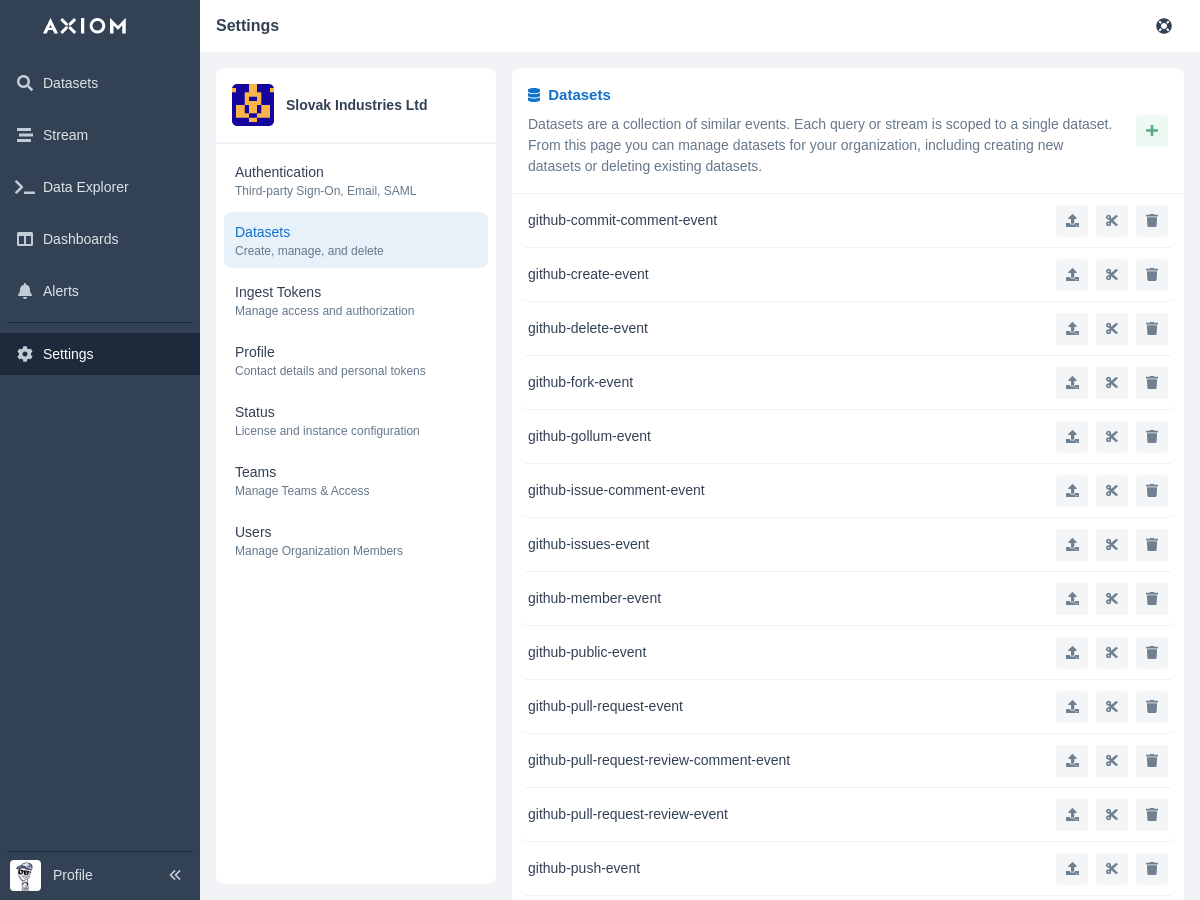 AXIOM
Settings
Datasets
Stream
Data Explorer
Dashboards
Alerts
Settings
Profile
Slovak Industries Ltd
Authentication
Third-party Sign-On, Email, SAML
Datasets
Create, manage, and delete
Ingest Tokens
Manage access and authorization
Profile
Contact details and personal tokens
Status
License and instance configuration
Teams
Manage Teams & Access
Users
Manage Organization Members
Datasets
Datasets are a collection of similar events. Each query or stream is scoped to a single dataset.
From this page you can manage datasets for your organization, including creating new
datasets or deleting existing datasets.
github-commit-comment-event
github-create-event
github-delete-event
github-fork-event
github-gollum-event
github-issue-comment-event
github-issues-event
github-member-event
github-public-event
github-pull-request-event
github-pull-request-review-comment-event
github-pull-request-review-event
github-push-event